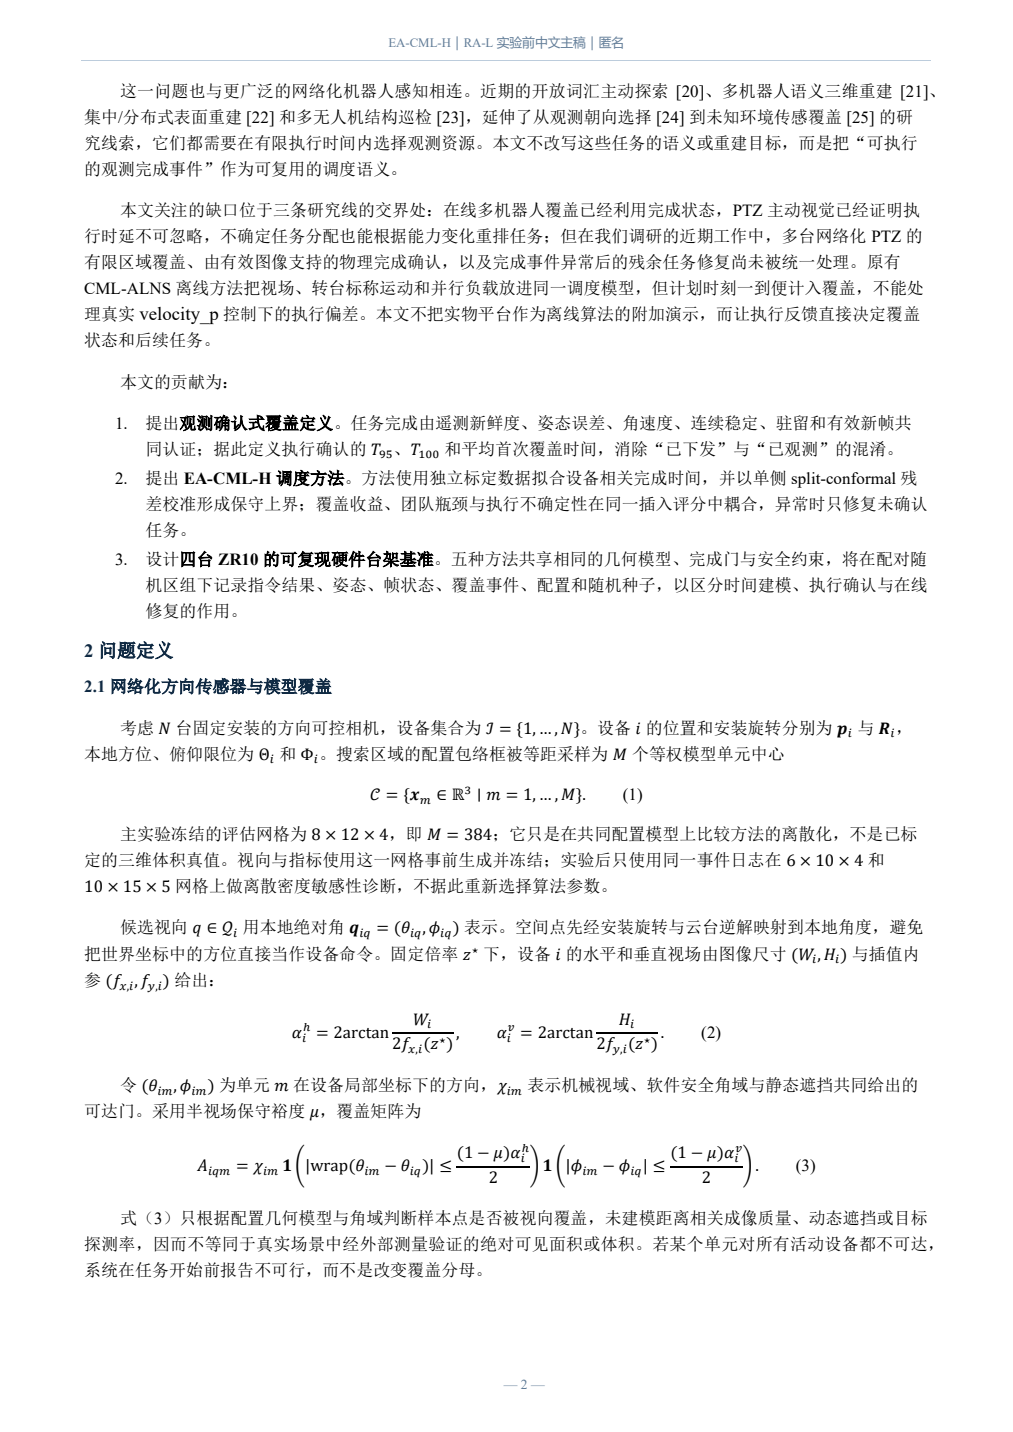 EA-CML-H | RA-L 实验前中文主稿 | 匿名
这一问题也与更广泛的网络化机器人感知相连。近期的开放词汇主动探索 [20]、多机器人语义三维重建 [21]、
集中/分布式表面重建 [22] 和多无人机结构巡检 [23]，延伸了从观测朝向选择 [24] 到未知环境传感覆盖 [25] 的研
究线索，它们都需要在有限执行时间内选择观测资源。本文不改写这些任务的语义或重建目标，而是把“可执行
的观测完成事件”作为可复用的调度语义。
本文关注的缺口位于三条研究线的交界处：在线多机器人覆盖已经利用完成状态，PTZ 主动视觉已经证明执
行时延不可忽略，不确定任务分配也能根据能力变化重排任务；但在我们调研的近期工作中，多台网络化 PTZ 的
有限区域覆盖、由有效图像支持的物理完成确认，以及完成事件异常后的残余任务修复尚未被统一处理。原有
CML-ALNS 离线方法把视场、转台标称运动和并行负载放进同一调度模型，但计划时刻一到便计入覆盖，不能处
理真实 velocity_p 控制下的执行偏差。本文不把实物平台作为离线算法的附加演示，而让执行反馈直接决定覆盖
状态和后续任务。
本文的贡献为：
1. 提出观测确认式覆盖定义。任务完成由遥测新鲜度、姿态误差、角速度、连续稳定、驻留和有效新帧共
同认证；据此定义执行确认的 T₉₅、T₁₀₀ 和平均首次覆盖时间，消除“已下发”与“已观测”的混淆。
2. 提出 EA-CML-H 调度方法。方法使用独立标定数据拟合设备相关完成时间，并以单侧 split-conformal 残
差校准形成保守上界；覆盖收益、团队瓶颈与执行不确定性在同一插入评分中耦合，异常时只修复未确认
任务。
3. 设计四台 ZR10 的可复现硬件台架基准。五种方法共享相同的几何模型、完成门与安全约束，将在配对随
机区组下记录指令结果、姿态、帧状态、覆盖事件、配置和随机种子，以区分时间建模、执行确认与在线
修复的作用。
2 问题定义
2.1 网络化方向传感器与模型覆盖
考虑 N 台固定安装的方向可控相机，设备集合为 ℐ = {1, … , N}。设备 i 的位置和安装旋转分别为 p_i 与 R_i，
本地方位、俯仰限位为 Θ_i 和 Φ_i。搜索区域的配置包络框被等距采样为 M 个等权模型单元中心
𝒞 = {x_m ∈ ℝ³ ∣ m = 1, … , M}. (1)
主实验冻结的评估网格为 8 × 12 × 4，即 M = 384；它只是在共同配置模型上比较方法的离散化，不是已标
定的三维体积真值。视向与指标使用这一网格事前生成并冻结；实验后只使用同一事件日志在 6 × 10 × 4 和
10 × 15 × 5 网格上做离散密度敏感性诊断，不据此重新选择算法参数。
候选视向 q ∈ 𝒬_i 用本地绝对角 q_iq = (θ_iq, ϕ_iq) 表示。空间点先经安装旋转与云台逆解映射到本地角度，避免
把世界坐标中的方位直接当作设备命令。固定倍率 z⋆ 下，设备 i 的水平和垂直视场由图像尺寸 (W_i, H_i) 与插值内
参 (f_{x,i}, f_{y,i}) 给出：
α_i^h = 2arctan W_i / 2f_{x,i}(z⋆), α_i^v = 2arctan H_i / 2f_{y,i}(z⋆). (2)
令 (θ_im, ϕ_im) 为单元 m 在设备局部坐标下的方向，χ_im 表示机械视域、软件安全角域与静态遮挡共同给出的
可达门。采用半视场保守裕度 μ，覆盖矩阵为
A_iqm = χ_im 1(|wrap(θ_im − θ_iq)| ≤ (1 − μ)α_i^h / 2) 1(|ϕ_im − ϕ_iq| ≤ (1 − μ)α_i^v / 2). (3)
式（3）只根据配置几何模型与角域判断样本点是否被视向覆盖，未建模距离相关成像质量、动态遮挡或目标
探测率，因而不等同于真实场景中经外部测量验证的绝对可见面积或体积。若某个单元对所有活动设备都不可达，
系统在任务开始前报告不可行，而不是改变覆盖分母。
— 2 —